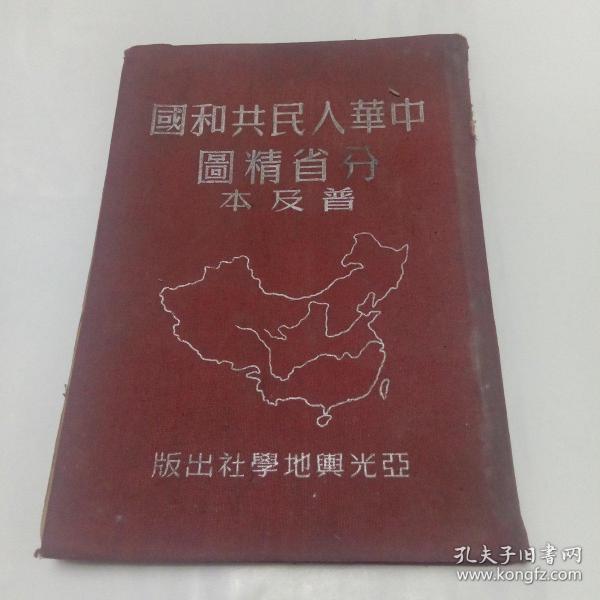 中華人民共和國
分省精圖
普及本
亞光輿地學社出版
孔夫子旧书网
www.kongfz.com